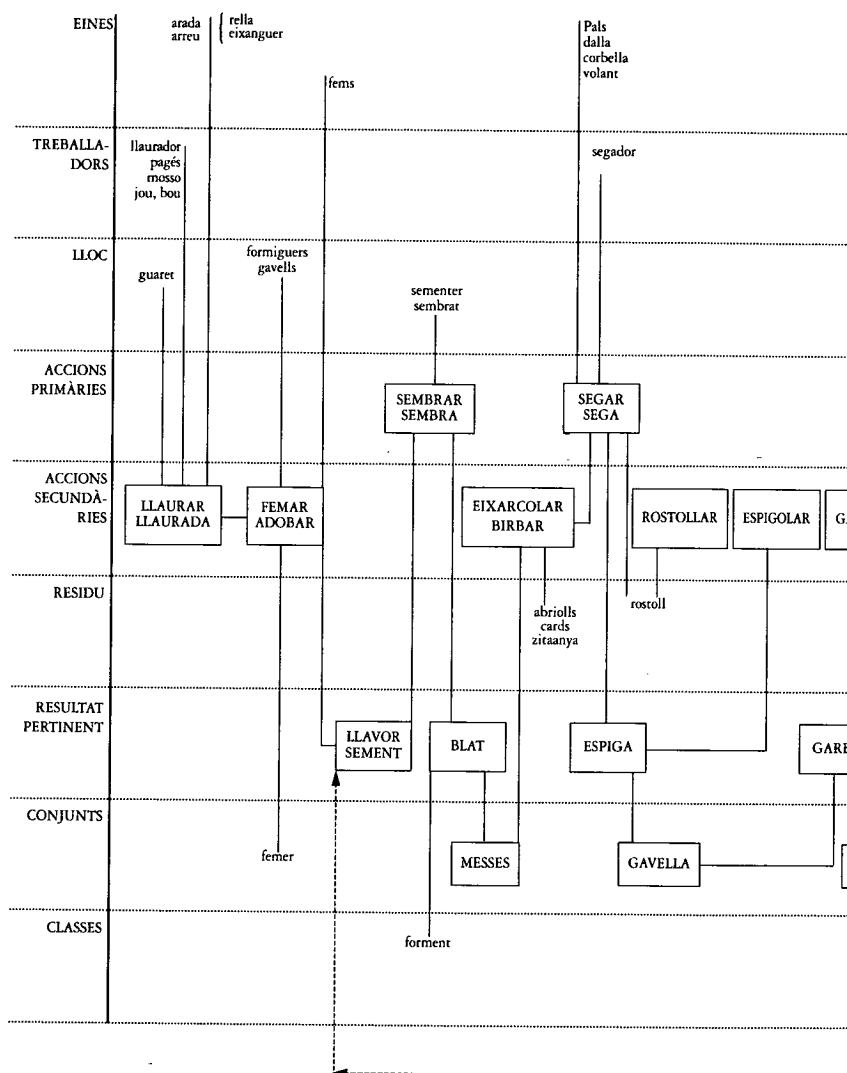 EINES
arada
arreu
rella
eixanguer
Pals
dalla
corbella
volant
fems
TREBALLA-
DORS
llaurador
pagés
mosso
jou, bou
segador
LLOC
guaret
formiguers
gavells
sementer
sembrat
ACCIONS
PRIMÀRIES
SEMBRAR
SEMBRA
SEGAR
SEGA
ACCIONS
SECUNDÀ-
RIES
LLAURAR
LLAURADA
FEMAR
ADOBAR
EIXARCOLAR
BIRBAR
ROSTOLLAR
ESPIGOLAR
GA
RESIDU
abriolls
cards
zitaanya
rostoll
RESULTAT
PERTINENT
LLAVOR
SEMENT
BLAT
ESPIGA
GARB
CONJUNTS
femer
MESSES
GAVELLA
CLASSES
forment